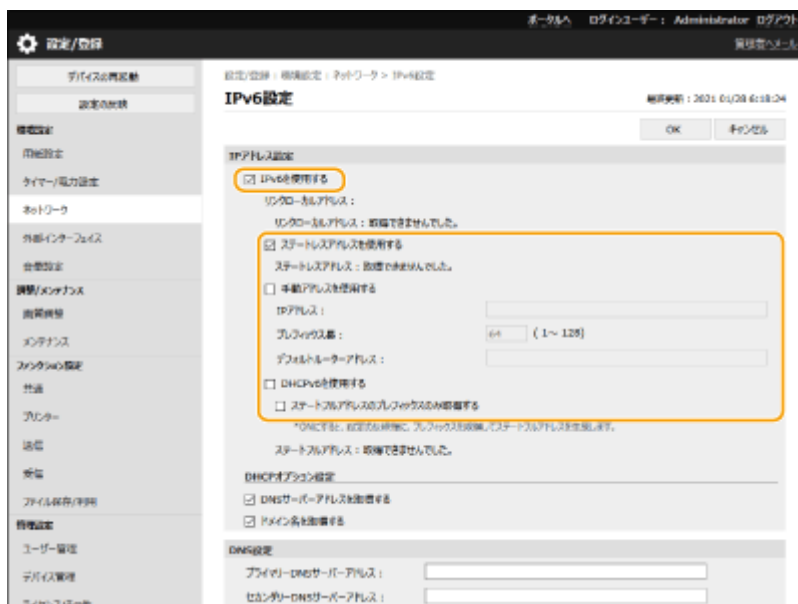 ポータルへ ログインユーザー： Administrator ログアウト
設定/登録
管理者へメール
デバイスの再起動
設定の反映
環境設定
用紙設定
タイマー/電力設定
ネットワーク
外部インターフェイス
音量設定
調整/メンテナンス
画質調整
メンテナンス
ファンクション設定
共通
プリンター
送信
受信
ファイル保存/利用
管理設定
ユーザー管理
デバイス管理
設定/登録 : 環境設定 : ネットワーク > IPv6設定
IPv6設定
最終更新 : 2021 01/28 6:18:24
OK キャンセル
IPアドレス設定
IPv6を使用する
リンクローカルアドレス :
リンクローカルアドレス : 取得できませんでした。
ステートレスアドレスを使用する
ステートレスアドレス : 取得できませんでした。
手動アドレスを使用する
IPアドレス :
プレフィックス長 : 64 ( 1～ 128)
デフォルトルーターアドレス :
DHCPv6を使用する
ステートフルアドレスのプレフィックスのみ取得する
ステートフルアドレス : 取得できませんでした。
DHCPオプション設定
DNSサーバーアドレスを取得する
ドメイン名を取得する
DNS設定
プライマリーDNSサーバーアドレス :
セカンダリーDNSサーバーアドレス :